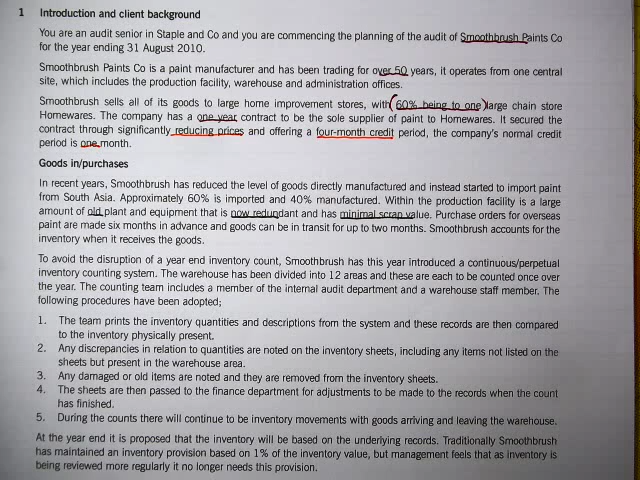 1 Introduction and client background
You are an audit senior in Staple and Co and you are commencing the planning of the audit of Smoothbrush Paints Co
for the year ending 31 August 2010.
Smoothbrush Paints Co is a paint manufacturer and has been trading for over 50 years, it operates from one central
site, which includes the production facility, warehouse and administration offices.
Smoothbrush sells all of its goods to large home improvement stores, with 60% being to one large chain store
Homewares. The company has a one year contract to be the sole supplier of paint to Homewares. It secured the
contract through significantly reducing prices and offering a four-month credit period, the company's normal credit
period is one month.
Goods in/purchases
In recent years, Smoothbrush has reduced the level of goods directly manufactured and instead started to import paint
from South Asia. Approximately 60% is imported and 40% manufactured. Within the production facility is a large
amount of old plant and equipment that is now redundant and has minimal scrap value. Purchase orders for overseas
paint are made six months in advance and goods can be in transit for up to two months. Smoothbrush accounts for the
inventory when it receives the goods.
To avoid the disruption of a year end inventory count, Smoothbrush has this year introduced a continuous/perpetual
inventory counting system. The warehouse has been divided into 12 areas and these are each to be counted once over
the year. The counting team includes a member of the internal audit department and a warehouse staff member. The
following procedures have been adopted;
1. The team prints the inventory quantities and descriptions from the system and these records are then compared
to the inventory physically present.
2. Any discrepancies in relation to quantities are noted on the inventory sheets, including any items not listed on the
sheets but present in the warehouse area.
3. Any damaged or old items are noted and they are removed from the inventory sheets.
4. The sheets are then passed to the finance department for adjustments to be made to the records when the count
has finished.
5. During the counts there will continue to be inventory movements with goods arriving and leaving the warehouse.
At the year end it is proposed that the inventory will be based on the underlying records. Traditionally Smoothbrush
has maintained an inventory provision based on 1% of the inventory value, but management feels that as inventory is
being reviewed more regularly it no longer needs this provision.